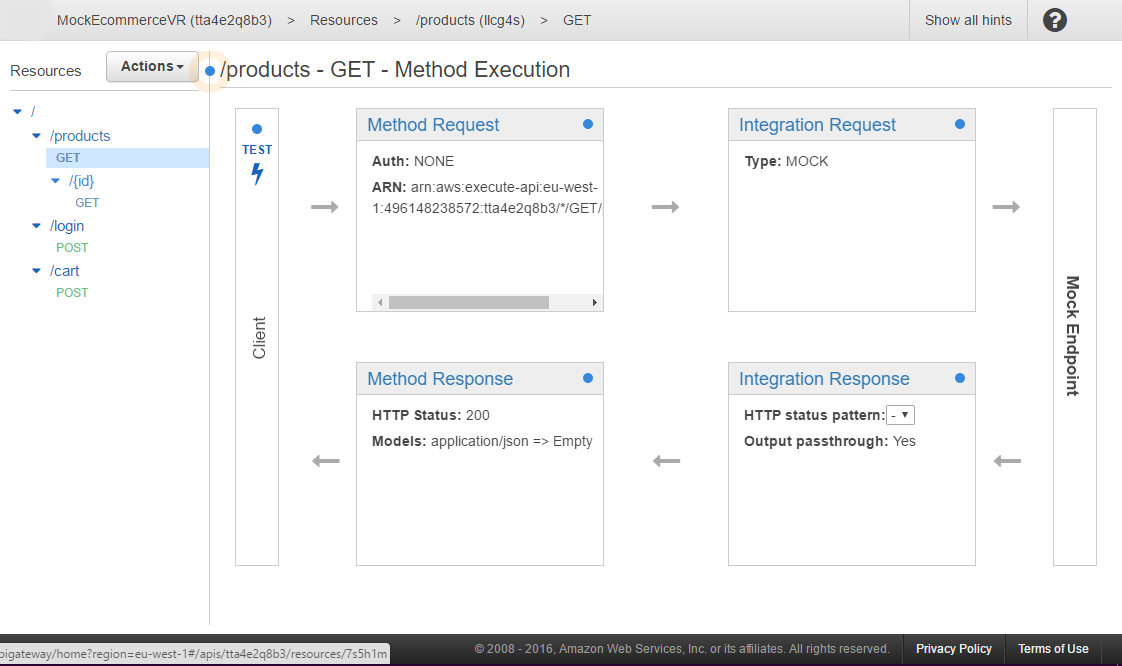 MockEcommerceVR (tta4e2q8b3) > Resources > /products (llcg4s) > GET
Show all hints
?
Resources
Actions
/products - GET - Method Execution
/
/products
GET
/{id}
GET
/login
POST
/cart
POST
TEST
Client
Method Request
Auth: NONE
ARN: arn:aws:execute-api:eu-west-
1:496148238572:tta4e2q8b3/*/GET/
Integration Request
Type: MOCK
Mock Endpoint
Method Response
HTTP Status: 200
Models: application/json => Empty
Integration Response
HTTP status pattern: -
Output passthrough: Yes
pigateway/home?region=eu-west-1#/apis/tta4e2q8b3/resources/7s5h1m
© 2008 - 2016, Amazon Web Services, Inc. or its affiliates. All rights reserved.
Privacy Policy
Terms of Use